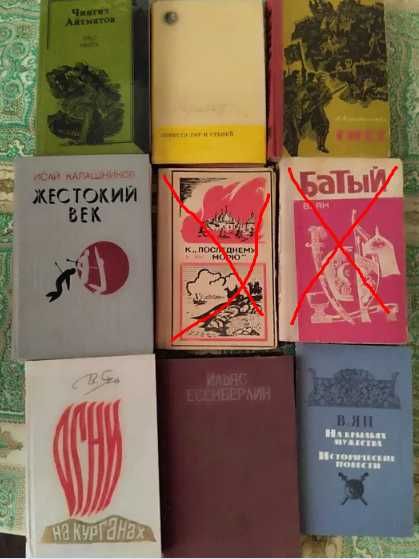 Чингиз
Айтматов
ПОВЕСТИ ГОР И СТЕПЕЙ
ИСАЙ КАЛАШНИКОВ
ЖЕСТОКИЙ
ВЕК
К „ПОСЛЕДНЕМУ
МОРЮ"
В. ЯН
БАТЫЙ
В. ЯН
В. Ян
ОГНИ
НА КУРГАНАХ
ИЛЬЯС
ЕСЕНБЕРЛИН
В. ЯН
НА КРЫЛЬЯХ
МУЖЕСТВА
ИСТОРИЧЕСКИЕ
ПОВЕСТИ